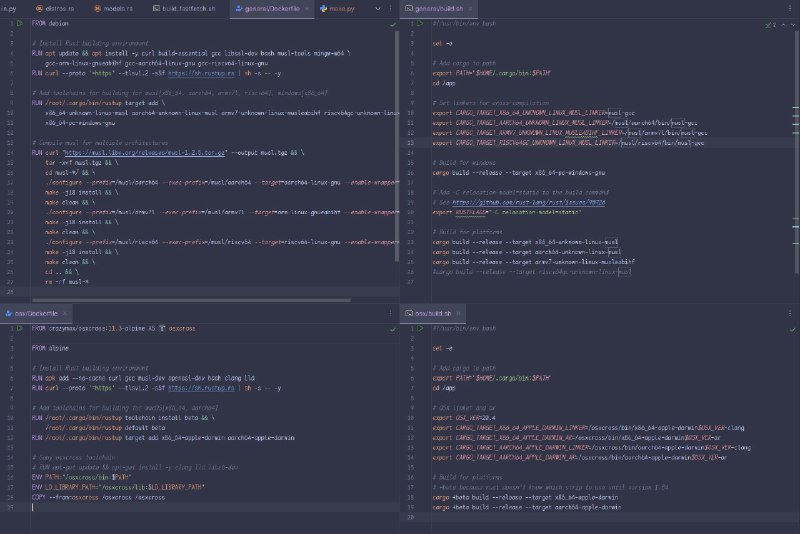 n.py
distros.rs
models.rs
build.fastfetch.sh
general/Dockerfile
make.py
FROM debian
# Install Rust building environment
RUN apt update && apt install -y curl build-essential gcc libssl-dev bash musl-tools mingw-w64 \
gcc-arm-linux-gnueabihf gcc-aarch64-linux-gnu gcc-riscv64-linux-gnu
RUN curl --proto '=https' --tlsv1.2 -sSf https://sh.rustup.rs | sh -s -- -y
# Add toolchains for building for musl[x86_64, aarch64, armv7l, riscv64], windows[x86_64]
RUN /root/.cargo/bin/rustup target add \
x86_64-unknown-linux-musl aarch64-unknown-linux-musl armv7-unknown-linux-musleabihf riscv64gc-unknown-linux-
x86_64-pc-windows-gnu
# Compile musl for multiple architectures
RUN curl "https://musl.libc.org/releases/musl-1.2.5.tar.gz" --output musl.tgz && \
tar -xvf musl.tgz && \
cd musl-*/ && \
./configure --prefix=/musl/aarch64 --exec-prefix=/musl/aarch64 --target=aarch64-linux-gnu --enable-wrapper=
make -j18 install && \
make clean && \
./configure --prefix=/musl/armv7l --exec-prefix=/musl/armv7l --target=arm-linux-gnueabihf --enable-wrapper=
make -j18 install && \
make clean && \
./configure --prefix=/musl/riscv64 --exec-prefix=/musl/riscv64 --target=riscv64-linux-gnu --enable-wrapper=
make -j18 install && \
make clean && \
cd .. && \
rm -rf musl-*
general/build.sh
#!/usr/bin/env bash
set -e
# Add cargo to path
export PATH="$HOME/.cargo/bin:$PATH"
cd /app
# Set linkers for cross-compilation
export CARGO_TARGET_X86_64_UNKNOWN_LINUX_MUSL_LINKER=musl-gcc
export CARGO_TARGET_AARCH64_UNKNOWN_LINUX_MUSL_LINKER=/musl/aarch64/bin/musl-gcc
export CARGO_TARGET_ARMV7_UNKNOWN_LINUX_MUSLEABIHF_LINKER=/musl/armv7l/bin/musl-gcc
export CARGO_TARGET_RISCV64GC_UNKNOWN_LINUX_MUSL_LINKER=/musl/riscv64/bin/musl-gcc
# Build for windows
cargo build --release --target x86_64-pc-windows-gnu
# Add -C relocation-model=static to the build command
# See https://github.com/rust-lang/rust/issues/95926
export RUSTFLAGS="-C relocation-model=static"
# Build for platforms
cargo build --release --target x86_64-unknown-linux-musl
cargo build --release --target aarch64-unknown-linux-musl
cargo build --release --target armv7-unknown-linux-musleabihf
#cargo build --release --target riscv64gc-unknown-linux-musl
osx/Dockerfile
FROM crazymax/osxcross:11.3-alpine AS osxcross
FROM alpine
# Install Rust building environment
RUN apk add --no-cache curl gcc musl-dev openssl-dev bash clang lld
RUN curl --proto '=https' --tlsv1.2 -sSf https://sh.rustup.rs | sh -s -- -y
# Add toolchains for building for macOS[x86_64, aarch64]
RUN /root/.cargo/bin/rustup toolchain install beta && \
/root/.cargo/bin/rustup default beta
RUN /root/.cargo/bin/rustup target add x86_64-apple-darwin aarch64-apple-darwin
# Copy osxcross toolchain
# RUN apt-get update && apt-get install -y clang lld libc6-dev
ENV PATH="/osxcross/bin:$PATH"
ENV LD_LIBRARY_PATH="/osxcross/lib:$LD_LIBRARY_PATH"
COPY --from=osxcross /osxcross /osxcross
osx/build.sh
#!/usr/bin/env bash
set -e
# Add cargo to path
export PATH="$HOME/.cargo/bin:$PATH"
cd /app
# OSX linker and ar
export OSX_VER=20.4
export CARGO_TARGET_X86_64_APPLE_DARWIN_LINKER=/osxcross/bin/x86_64-apple-darwin$OSX_VER-clang
export CARGO_TARGET_X86_64_APPLE_DARWIN_AR=/osxcross/bin/x86_64-apple-darwin$OSX_VER-ar
export CARGO_TARGET_AARCH64_APPLE_DARWIN_LINKER=/osxcross/bin/aarch64-apple-darwin$OSX_VER-clang
export CARGO_TARGET_AARCH64_APPLE_DARWIN_AR=/osxcross/bin/aarch64-apple-darwin$OSX_VER-ar
# Build for platforms
# +beta because rust doesn't know which strip to use until version 1.84
cargo +beta build --release --target x86_64-apple-darwin
cargo +beta build --release --target aarch64-apple-darwin